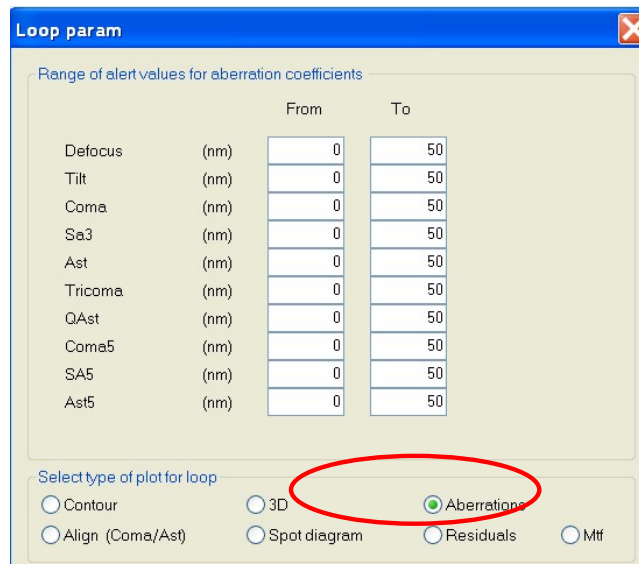 Loop param
Range of alert values for aberration coefficients
From To
Defocus (nm) 0 50
Tilt (nm) 0 50
Coma (nm) 0 50
Sa3 (nm) 0 50
Ast (nm) 0 50
Tricoma (nm) 0 50
QAst (nm) 0 50
Coma5 (nm) 0 50
SA5 (nm) 0 50
Ast5 (nm) 0 50
Select type of plot for loop
Contour 3D Aberrations
Align (Coma/Ast) Spot diagram Residuals Mtf